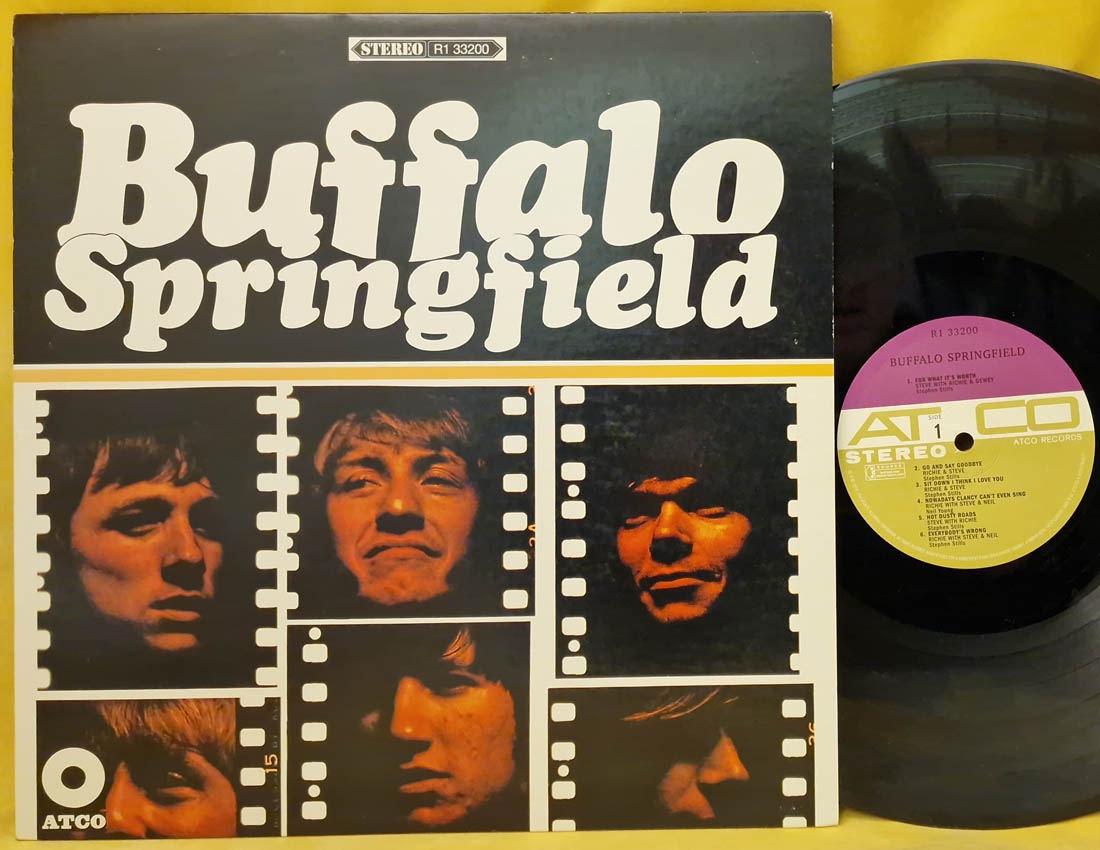 STEREO R1 33200
Buffalo
Springfield
15
ATCO
R1 33200
BUFFALO SPRINGFIELD
1. FOR WHAT IT'S WORTH
STEVE WITH RICHIE & DEWEY
Stephen Stills
ATCO
SIDE
1
ATCO RECORDS
STEREO
2. GO AND SAY GOODBYE
RICHIE & STEVE
Stephen Stills
3. SIT DOWN I THINK I LOVE YOU
RICHIE & STEVE
Stephen Stills
4. NOWADAYS CLANCY CAN'T EVEN SING
RICHIE WITH STEVE & NEIL
Neil Young
5. HOT DUSTY ROADS
STEVE WITH RICHIE
Stephen Stills
6. EVERYBODY'S WRONG
RICHIE WITH STEVE & NEIL
Stephen Stills